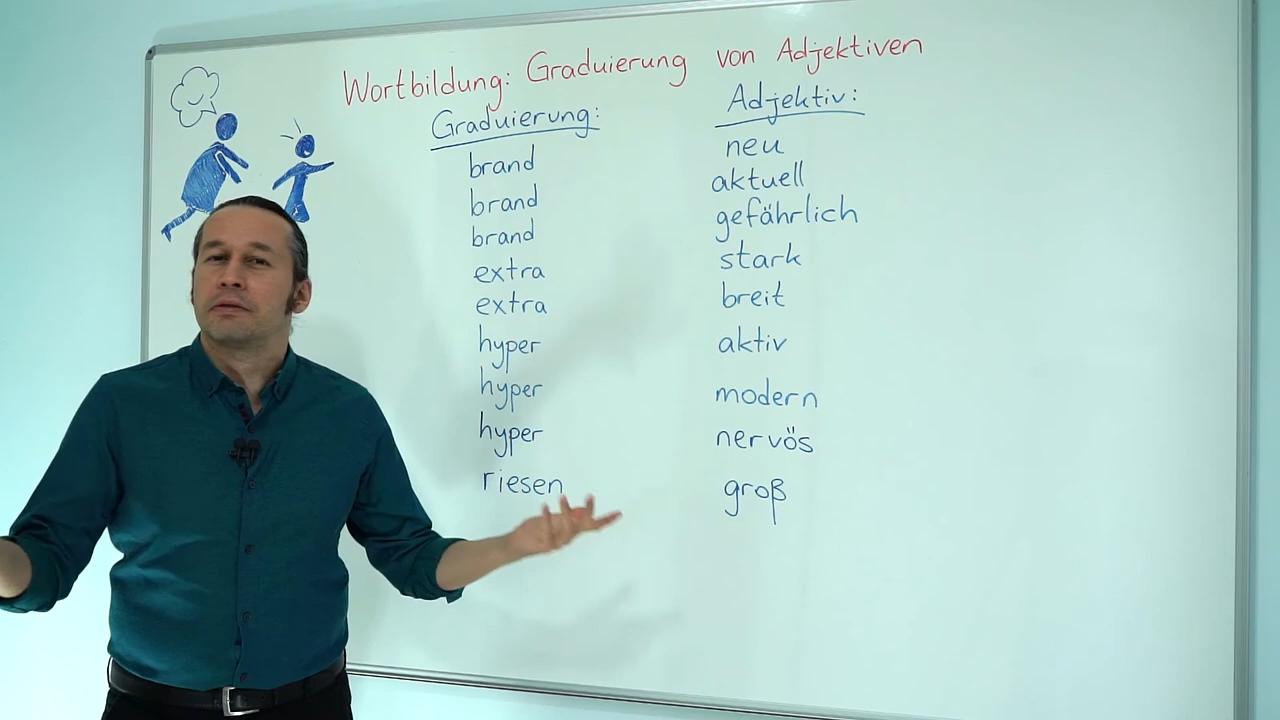 Wortbildung: Graduierung von Adjektiven
Graduierung: Adjektiv:
brand neu
brand aktuell
brand gefährlich
extra stark
extra breit
hyper aktiv
hyper modern
hyper nervös
riesen groß